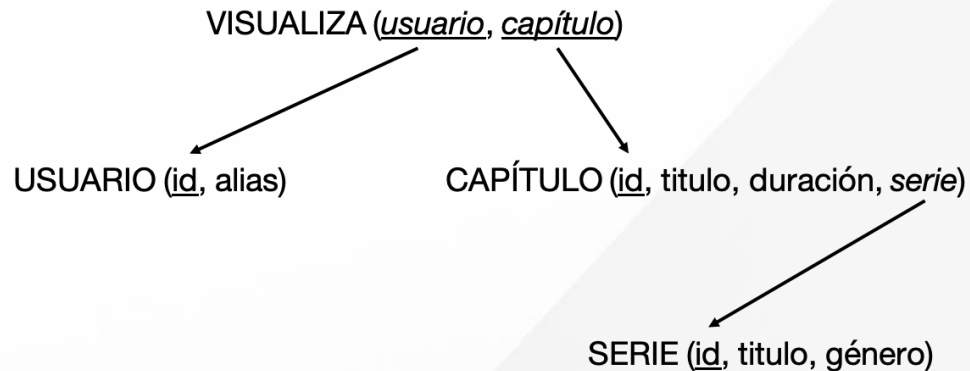 VISUALIZA (usuario, capítulo)
USUARIO (id, alias)
CAPÍTULO (id, titulo, duración, serie)
SERIE (id, titulo, género)